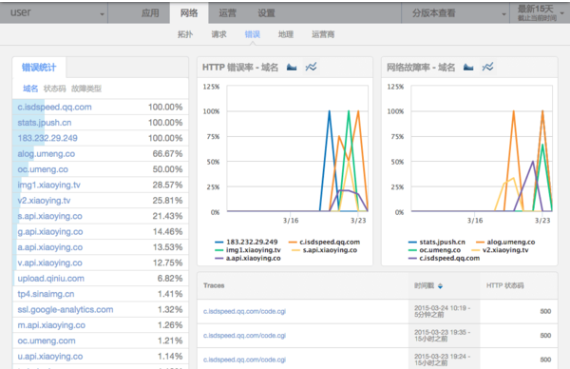 user 应用 网络 运营 设置 分版本查看 最新15天
截止当前时间
拓扑 请求 错误 地理 运营商
错误统计
域名 状态码 故障类型
c.isdspeed.qq.com 100.00%
stats.jpush.cn 100.00%
183.232.29.249 100.00%
alog.umeng.co 66.67%
oc.umeng.co 50.00%
img1.xiaoying.tv 28.57%
v2.xiaoying.tv 25.81%
s.api.xiaoying.co 21.43%
g.api.xiaoying.co 14.46%
a.api.xiaoying.co 13.53%
v.api.xiaoying.co 12.75%
upload.qiniu.com 6.82%
tp4.sinaimg.cn 1.41%
ssl.google-analytics.com 1.32%
m.api.xiaoying.co 1.26%
oc.umeng.com 1.21%
u.api.xiaoying.co 1.14%
HTTP 错误率 - 域名
125%
100%
75%
50%
25%
0%
3/16 3/23
183.232.29.249 c.isdspeed.qq.com
img1.xiaoying.tv s.api.xiaoying.co
a.api.xiaoying.co
网络故障率 - 域名
125%
100%
75%
50%
25%
0%
3/16 3/23
stats.jpush.cn alog.umeng.co
oc.umeng.co v2.xiaoying.tv
c.isdspeed.qq.com
Traces 时间戳 HTTP 状态码
c.isdspeed.qq.com/code.cgi 2015-03-24 10:19 - 500
5分钟之前
c.isdspeed.qq.com/code.cgi 2015-03-23 19:35 - 500
15小时之前
c.isdspeed.qq.com/code.cgi 2015-03-23 19:24 - 500
15小时之前